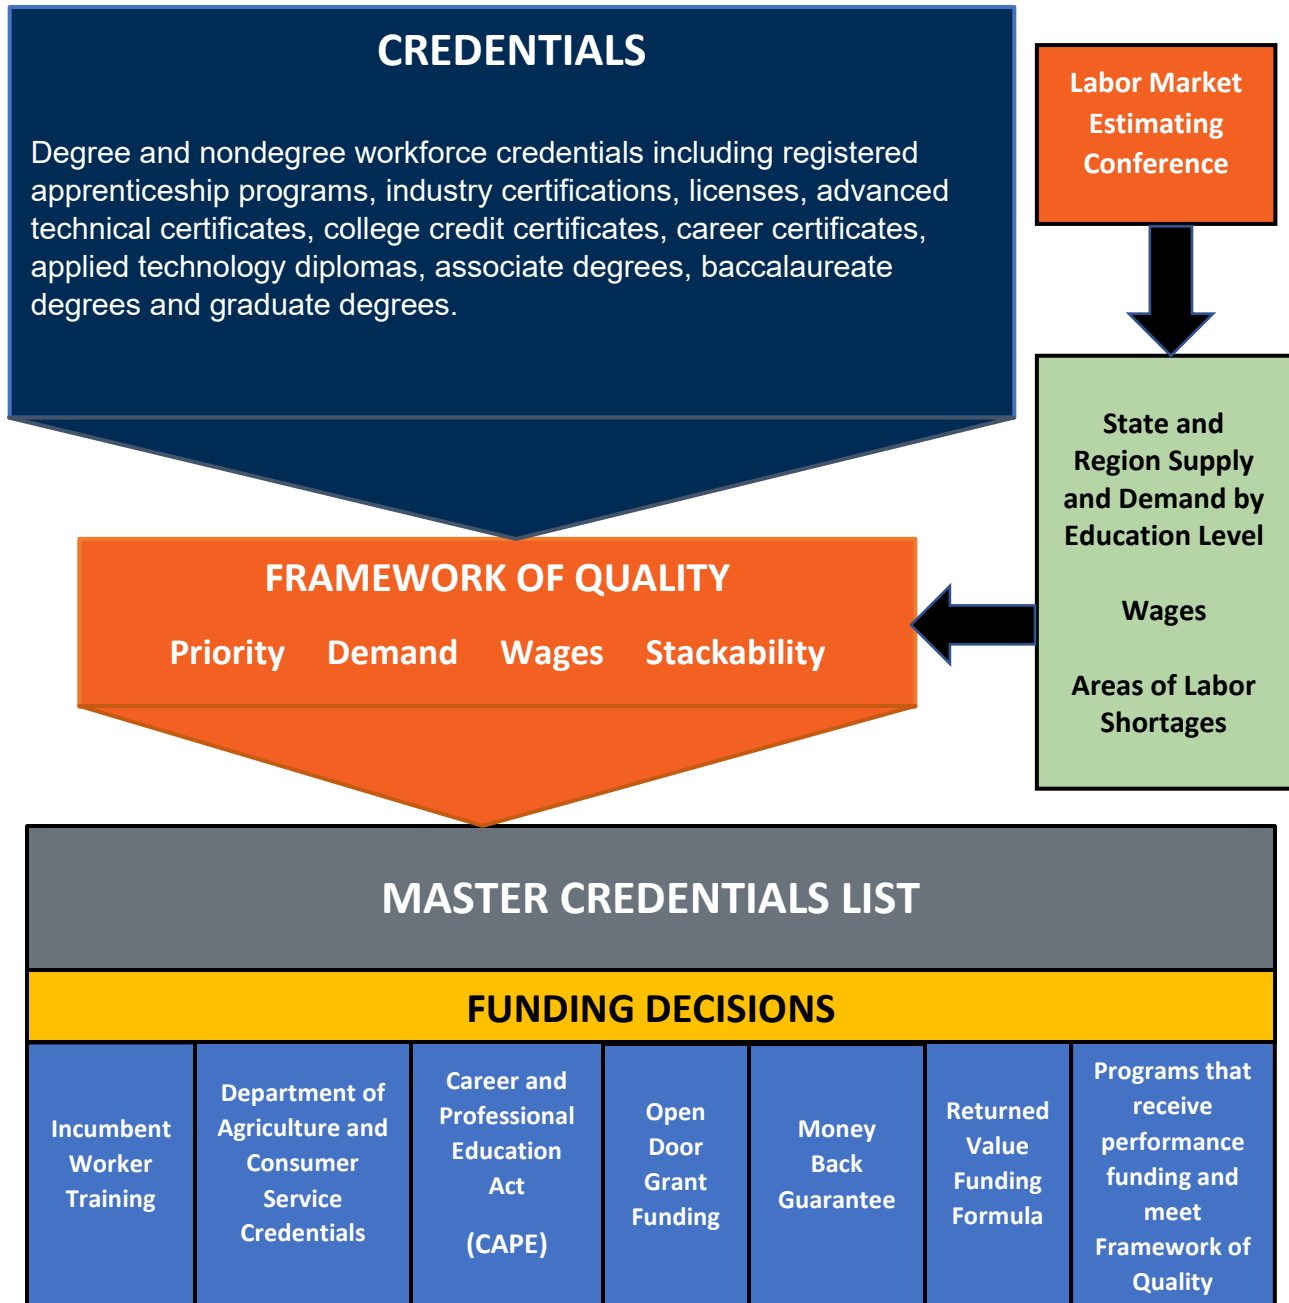 CREDENTIALS
Degree and nondegree workforce credentials including registered
apprenticeship programs, industry certifications, licenses, advanced
technical certificates, college credit certificates, career certificates,
applied technology diplomas, associate degrees, baccalaureate
degrees and graduate degrees.
Labor Market
Estimating
Conference
State and
Region Supply
and Demand by
Education Level
Wages
Areas of Labor
Shortages
FRAMEWORK OF QUALITY
Priority Demand Wages Stackability
MASTER CREDENTIALS LIST
FUNDING DECISIONS
Incumbent
Worker
Training
Department of
Agriculture and
Consumer
Service
Credentials
Career and
Professional
Education
Act
(CAPE)
Open
Door
Grant
Funding
Money
Back
Guarantee
Returned
Value
Funding
Formula
Programs that
receive
performance
funding and
meet
Framework of
Quality